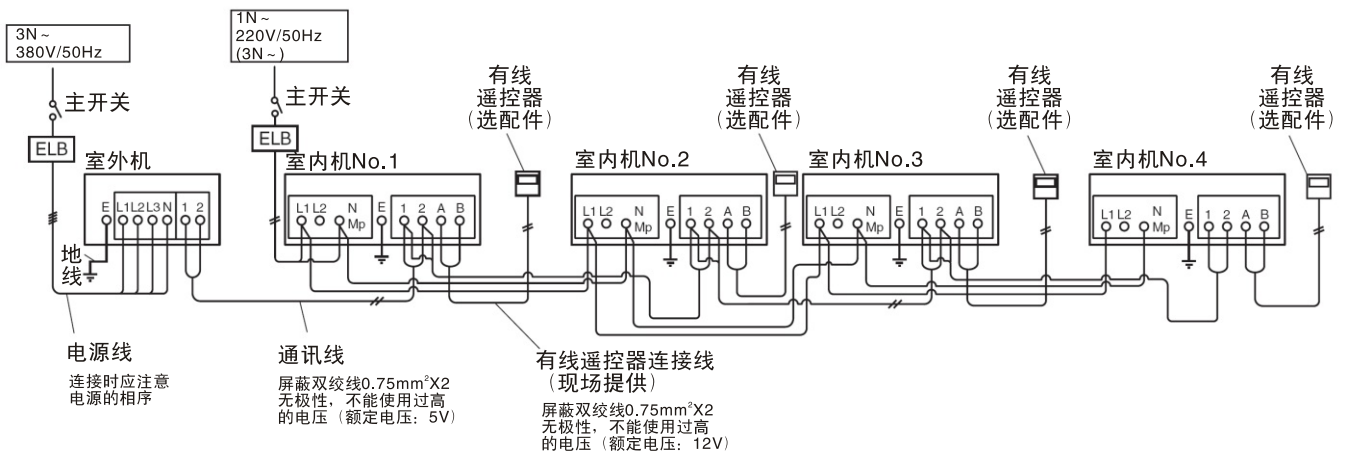 3N～
380V/50Hz
主开关
ELB
室外机
E L1 L2 L3 N 1 2
地
线
电源线
连接时应注意
电源的相序
1N～
220V/50Hz
(3N～)
主开关
ELB
室内机No.1
L1 L2 N Mp E 1 2 A B
有线
遥控器
(选配件)
通讯线
屏蔽双绞线0.75mm²X2
无极性，不能使用过高
的电压（额定电压：5V）
室内机No.2
L1 L2 N Mp E 1 2 A B
有线
遥控器
(选配件)
有线遥控器连接线
（现场提供）
屏蔽双绞线0.75mm²X2
无极性，不能使用过高
的电压（额定电压：12V）
室内机No.3
L1 L2 N Mp E 1 2 A B
有线
遥控器
(选配件)
室内机No.4
L1 L2 N Mp E 1 2 A B
有线
遥控器
(选配件)